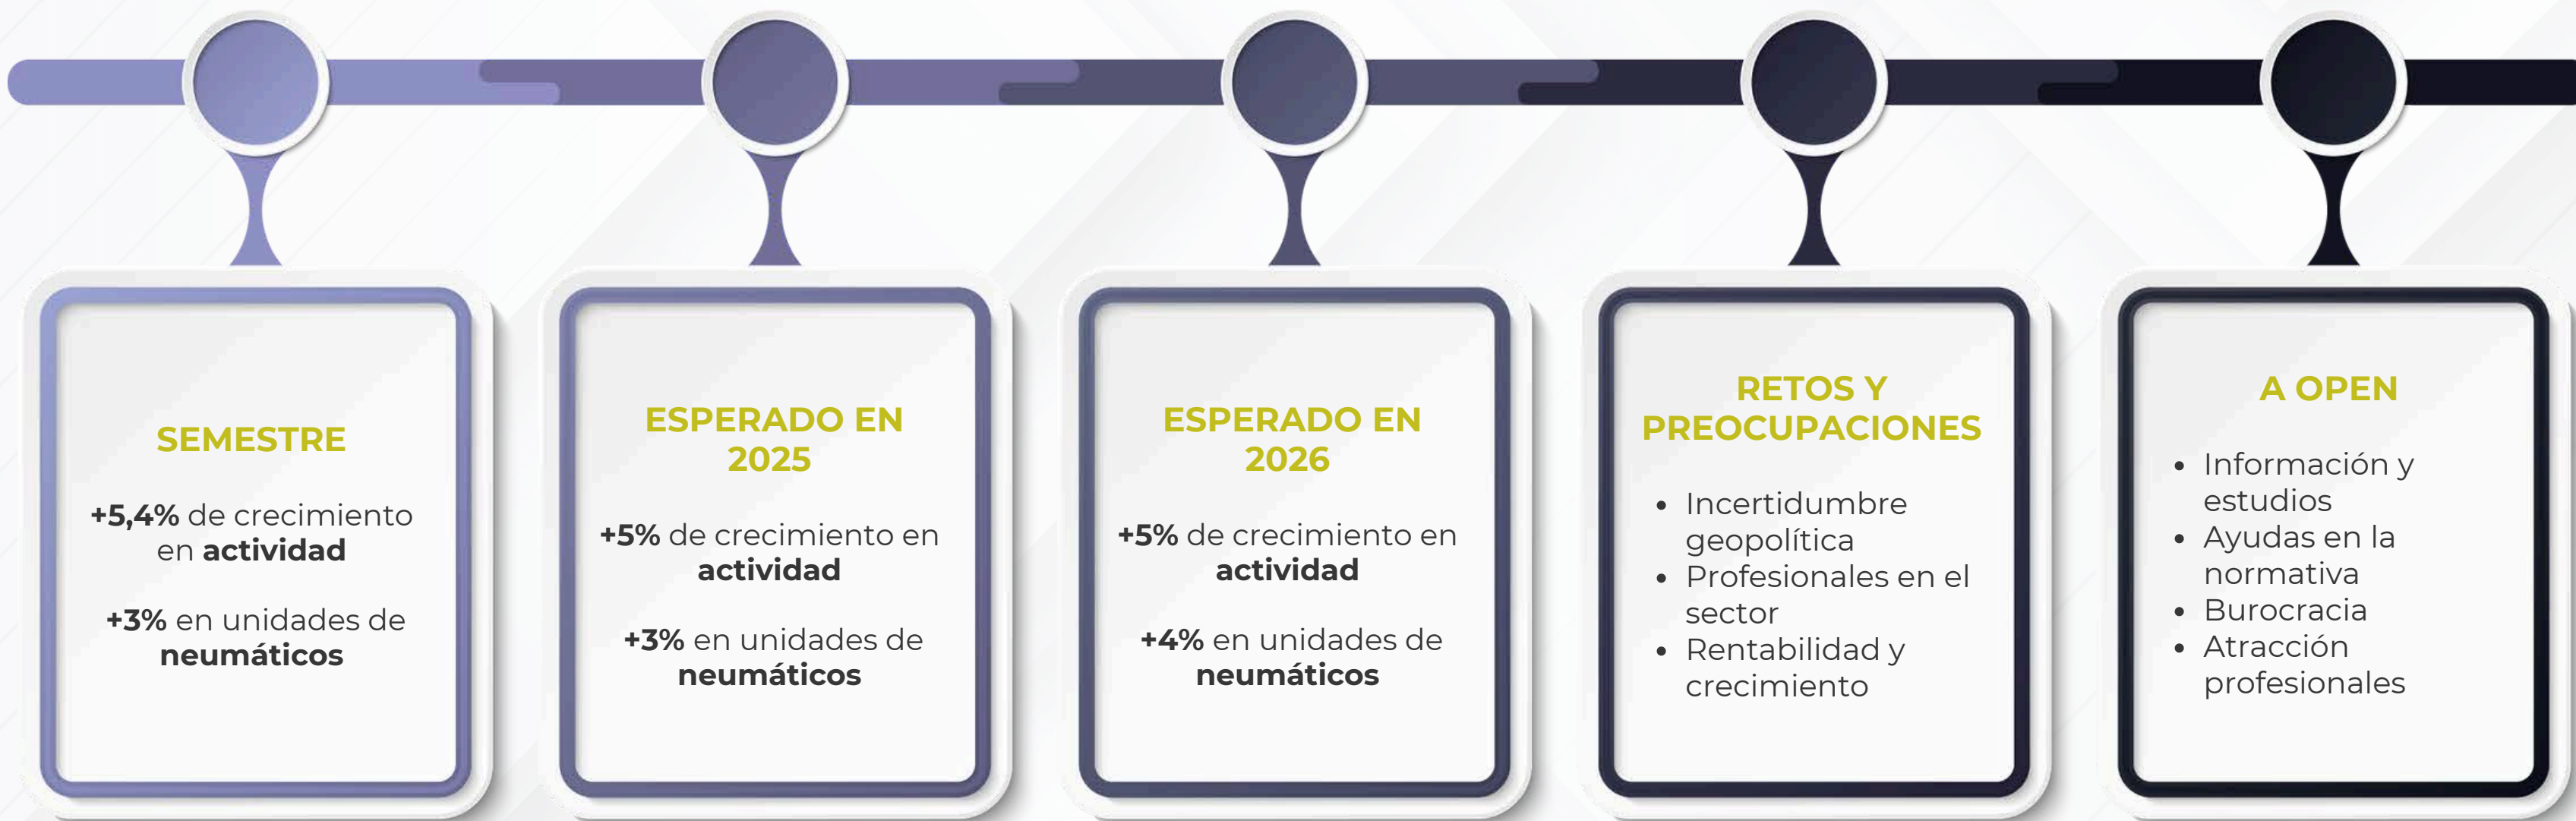 SEMESTRE
+5,4% de crecimiento
en actividad
+3% en unidades de
neumáticos
ESPERADO EN
2025
+5% de crecimiento en
actividad
+3% en unidades de
neumáticos
ESPERADO EN
2026
+5% de crecimiento en
actividad
+4% en unidades de
neumáticos
RETOS Y
PREOCUPACIONES
• Incertidumbre
geopolítica
• Profesionales en el
sector
• Rentabilidad y
crecimiento
A OPEN
• Información y
estudios
• Ayudas en la
normativa
• Burocracia
• Atracción
profesionales